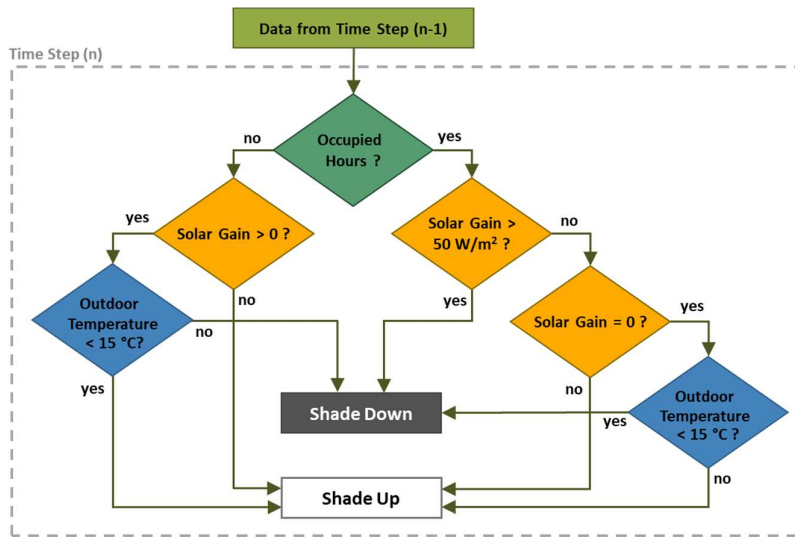 Data from Time Step (n-1)
Time Step (n)
Occupied
Hours ?
no
yes
yes
Solar Gain > 0 ?
Solar Gain >
50 W/m² ?
no
Outdoor
Temperature
< 15 °C?
no
no
yes
Solar Gain = 0 ?
yes
yes
no
Shade Down
yes
Outdoor
Temperature
< 15 °C ?
no
Shade Up